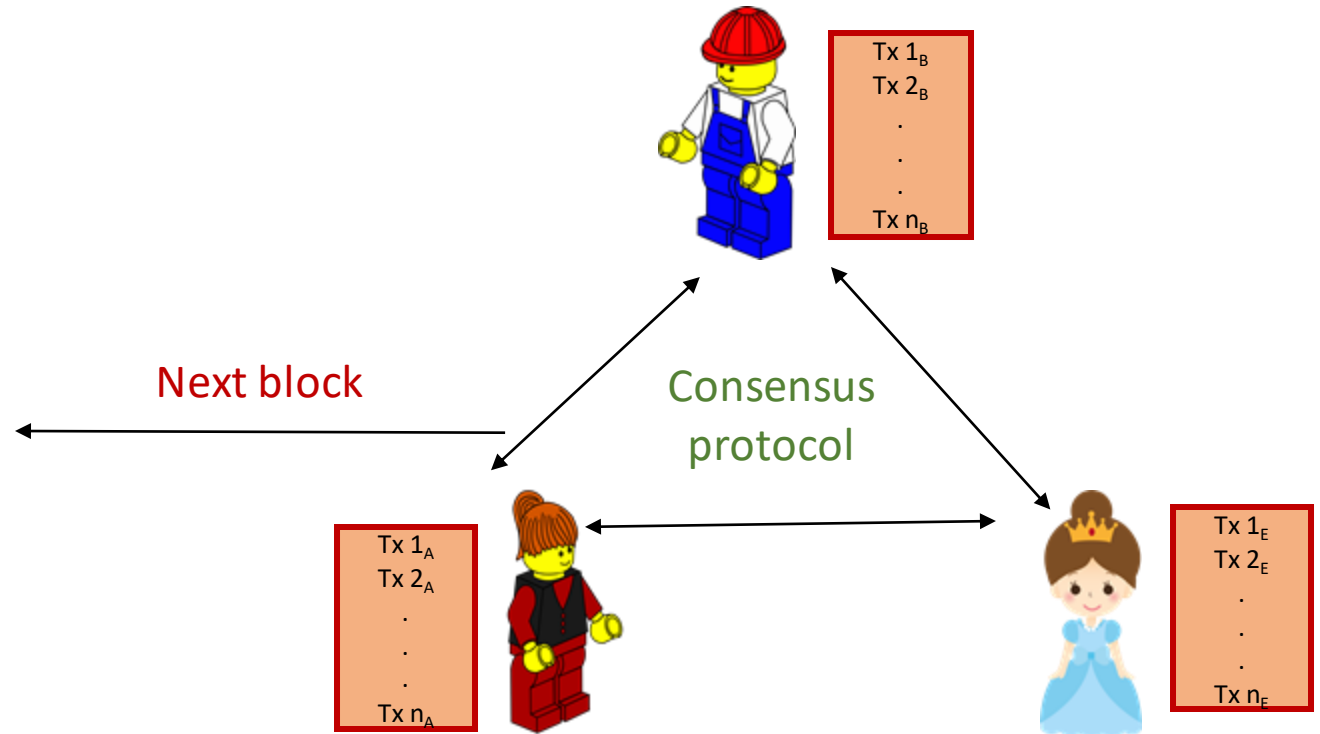 Tx 1B
Tx 2B
.
.
.
Tx nB
Next block
Consensus
protocol
Tx 1A
Tx 2A
.
.
.
Tx nA
Tx 1E
Tx 2E
.
.
.
Tx nE